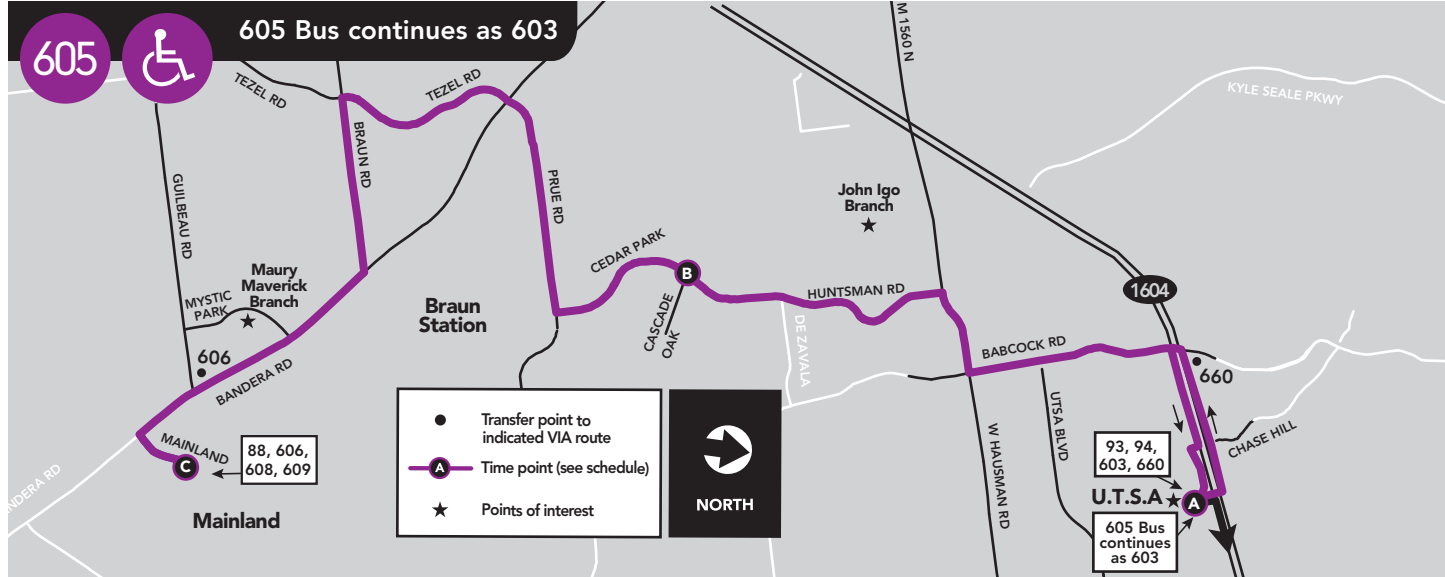 605
605 Bus continues as 603
TEZEL RD
TEZEL RD
BRAUN RD
GUILBEAU RD
PRUE RD
M 1560 N
KYLE SEALE PKWY
John Igo
Branch
Maury
Maverick
Branch
MYSTIC
PARK
CEDAR PARK
B
HUNTSMAN RD
1604
Braun
Station
CASCADE
OAK
DE ZAVALA
BABCOCK RD
606
BANDERA RD
660
UTSA BLVD
W HAUSMAN RD
CHASE HILL
MAINLAND
C
88, 606,
608, 609
NDERA RD
Mainland
Transfer point to
indicated VIA route
A
Time point (see schedule)
Points of interest
NORTH
93, 94,
603, 660
U.T.S.A
A
605 Bus
continues
as 603